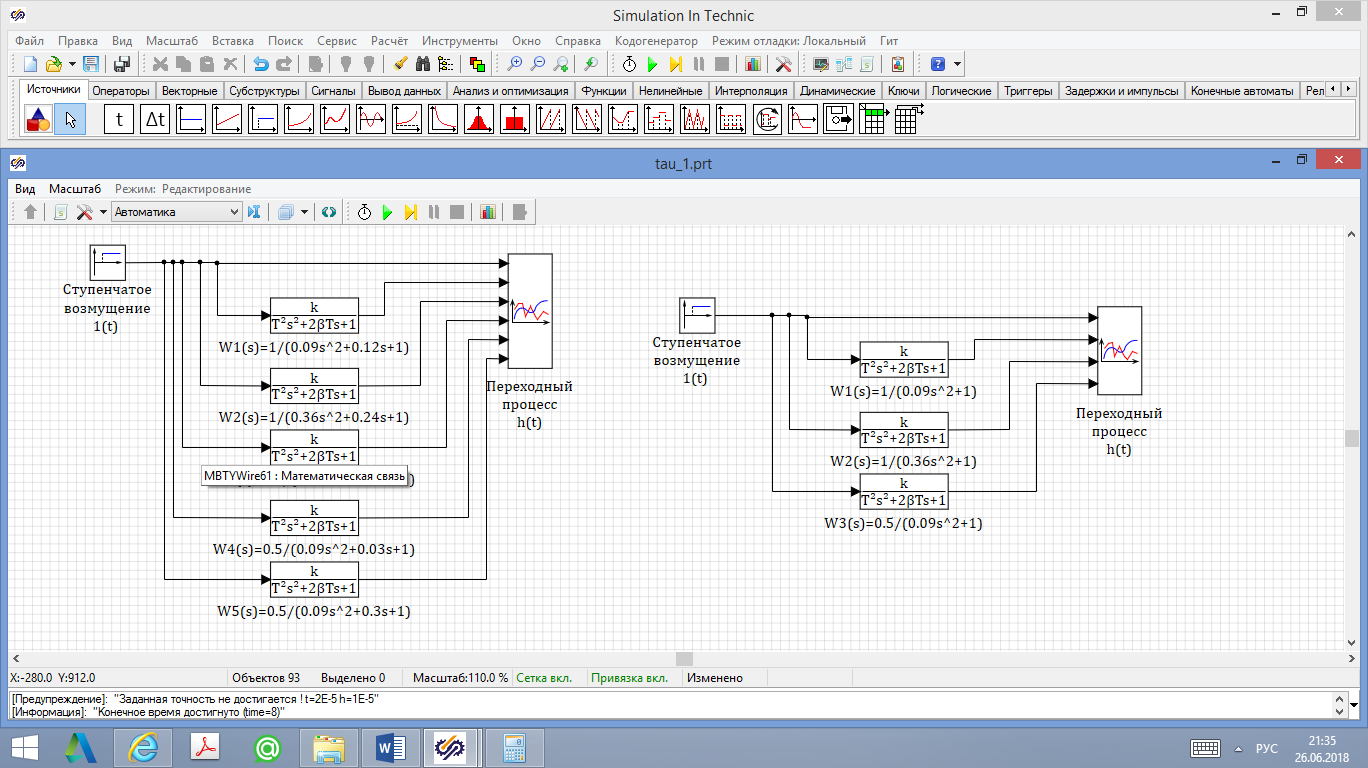 Simulation In Technic
Файл Правка Вид Масштаб Вставка Поиск Сервис Расчёт Инструменты Окно Справка Кодогенератор Режим отладки: Локальный Гит
Источники Операторы Векторные Субструктуры Сигналы Вывод данных Анализ и оптимизация Функции Нелинейные Интерполяция Динамические Ключи Логические Триггеры Задержки и импульсы Конечные автоматы Рел
t Δt
tau_1.prt
Вид Масштаб Режим: Редактирование
Автоматика
Ступенчатое
возмущение
1(t)
k
T²s²+2βTs+1
W1(s)=1/(0.09s^2+0.12s+1)
k
T²s²+2βTs+1
W2(s)=1/(0.36s^2+0.24s+1)
k
T²s²+2βTs+1
MBTYWire61 : Математическая связь
)
k
T²s²+2βTs+1
W4(s)=0.5/(0.09s^2+0.03s+1)
k
T²s²+2βTs+1
W5(s)=0.5/(0.09s^2+0.3s+1)
Переходный
процесс
h(t)
Ступенчатое
возмущение
1(t)
k
T²s²+2βTs+1
W1(s)=1/(0.09s^2+1)
k
T²s²+2βTs+1
W2(s)=1/(0.36s^2+1)
k
T²s²+2βTs+1
W3(s)=0.5/(0.09s^2+1)
Переходный
процесс
h(t)
X:-280.0 Y:912.0 Объектов 93 Выделено 0 Масштаб:110.0 % Сетка вкл. Привязка вкл. Изменено
[Предупреждение]: "Заданная точность не достигается ! t=2E-5 h=1E-5"
[Информация]: "Конечное время достигнуто (time=8)"
РУС
21:35
26.06.2018